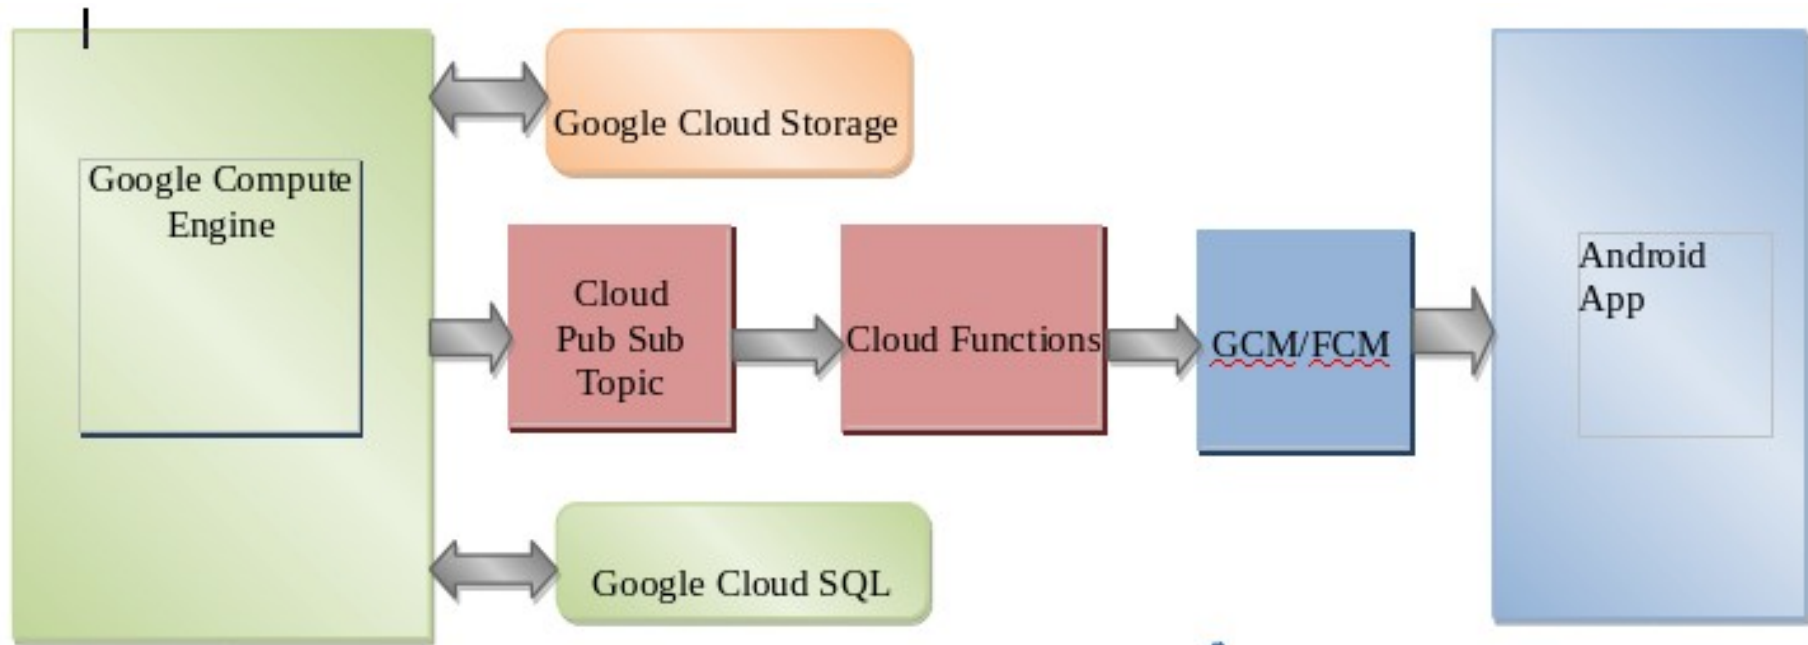 Google Cloud Storage
Google Compute
Engine
Cloud
Pub Sub
Topic
Cloud Functions
GCM/FCM
Android
App
Google Cloud SQL